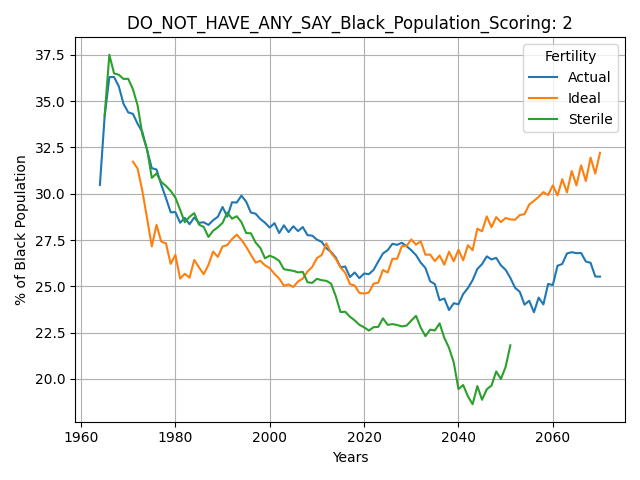 DO_NOT_HAVE_ANY_SAY_Black_Population_Scoring: 2
Fertility
Actual
Ideal
Sterile
% of Black Population
37.5
35.0
32.5
30.0
27.5
25.0
22.5
20.0
1960
1980
2000
2020
2040
2060
Years